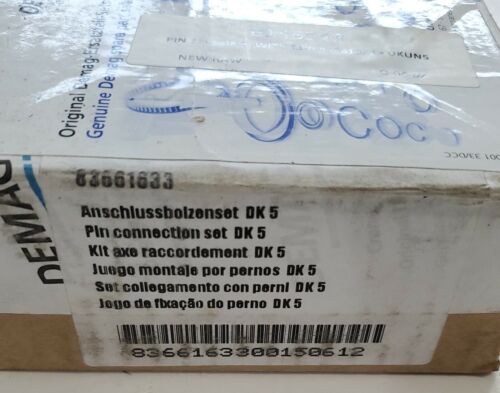 Original Demag-
Genuine Demag
DEMAG
83661633
Anschlussbolzenset DK 5
Pin connection set DK 5
Kit axe raccordement DK 5
Juego montaje por pernos DK 5
Set collegamento con perni DK 5
Jogo de fixação do perno DK 5
8366163300150612